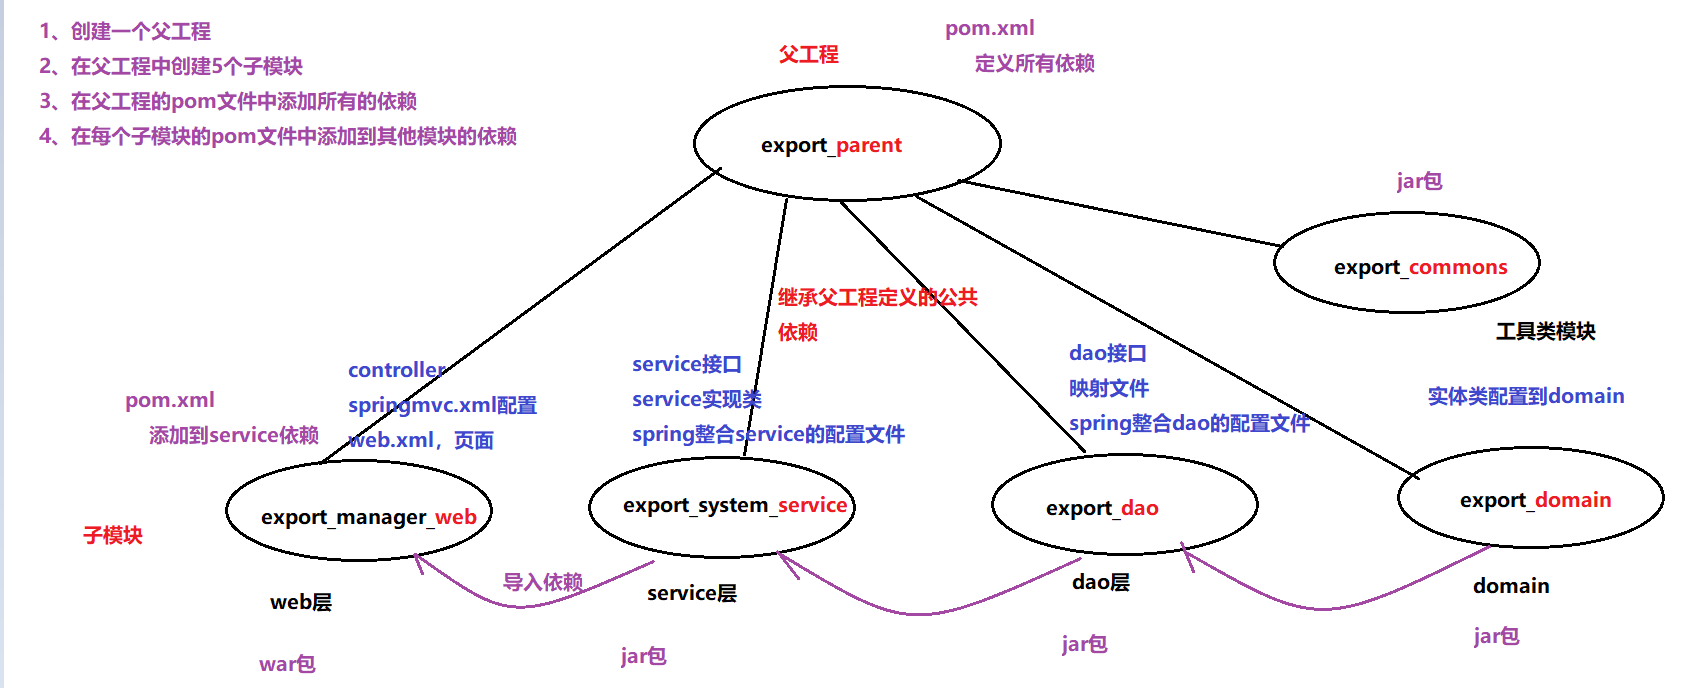 1、创建一个父工程
2、在父工程中创建5个子模块
3、在父工程的pom文件中添加所有的依赖
4、在每个子模块的pom文件中添加到其他模块的依赖
父工程
pom.xml
定义所有依赖
export_parent
jar包
export_commons
工具类模块
继承父工程定义的公共
依赖
pom.xml
添加到service依赖
controller
springmvc.xml配置
web.xml，页面
service接口
service实现类
spring整合service的配置文件
dao接口
映射文件
spring整合dao的配置文件
实体类配置到domain
子模块
export_manager_web
export_system_service
export_dao
export_domain
导入依赖
web层
service层
dao层
domain
war包
jar包
jar包
jar包